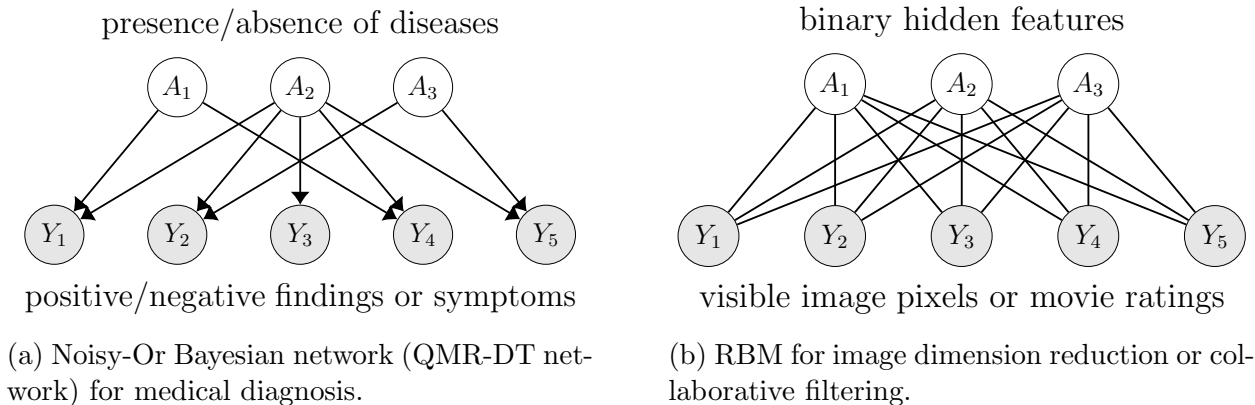 presence/absence of diseases
A1 A2 A3
Y1 Y2 Y3 Y4 Y5
positive/negative findings or symptoms
(a) Noisy-Or Bayesian network (QMR-DT net-
work) for medical diagnosis.
binary hidden features
A1 A2 A3
Y1 Y2 Y3 Y4 Y5
visible image pixels or movie ratings
(b) RBM for image dimension reduction or col-
laborative filtering.